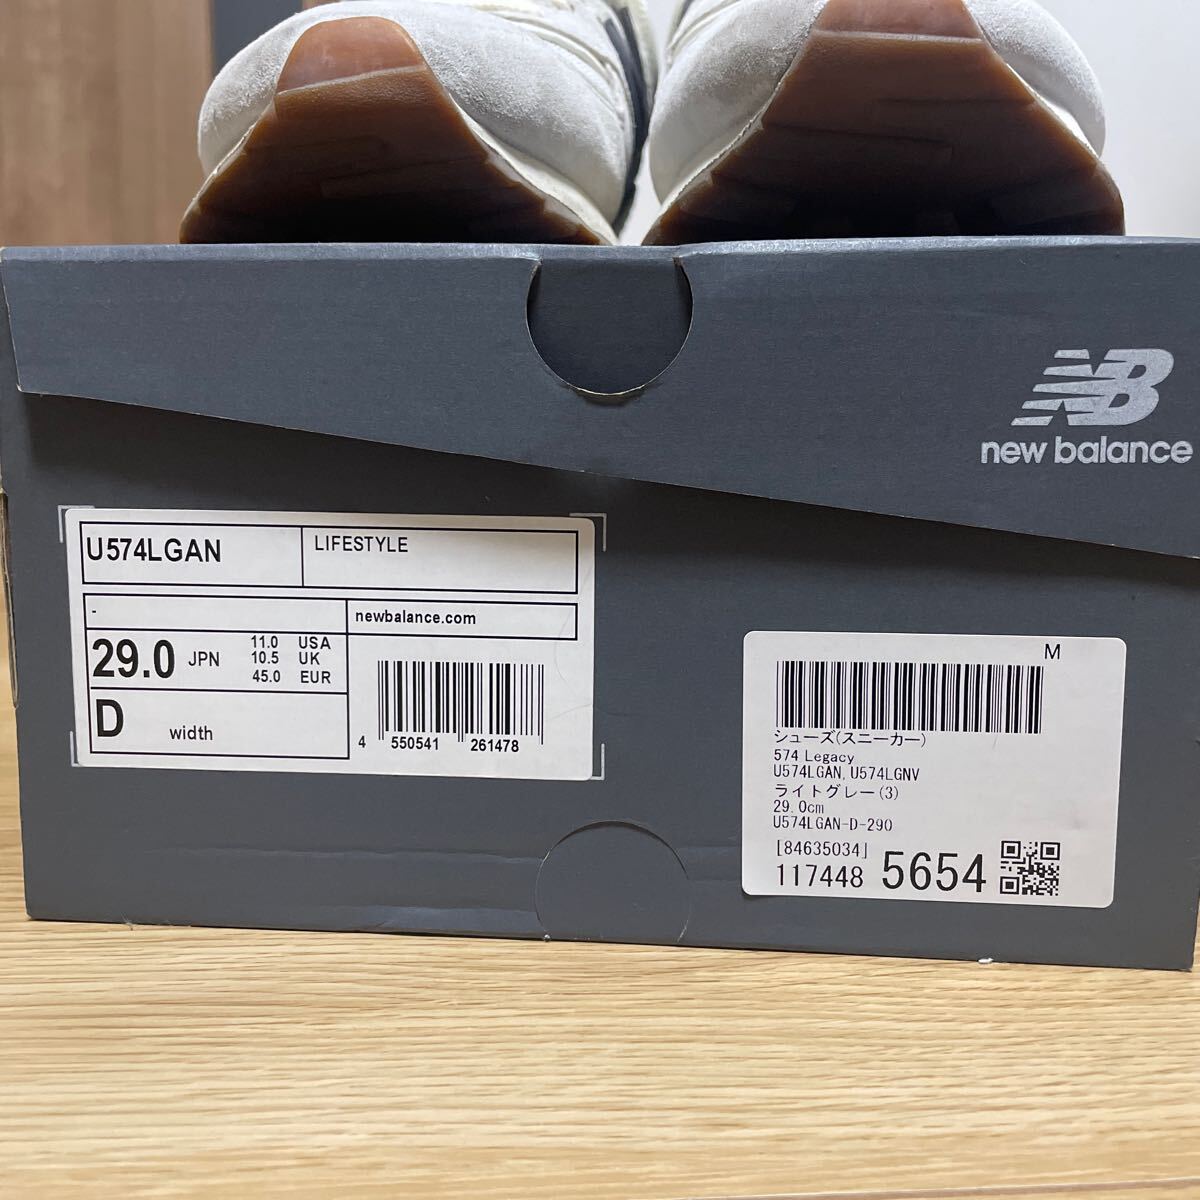 NB
new balance
U574LGAN
LIFESTYLE
-
newbalance.com
29.0 JPN
11.0 USA
10.5 UK
45.0 EUR
D width
4 550541 261478
M
シューズ(スニーカー)
574 Legacy
U574LGAN,U574LGNV
ライトグレー(3)
29.0cm
U574LGAN-D-290
[84635034]
117448 5654